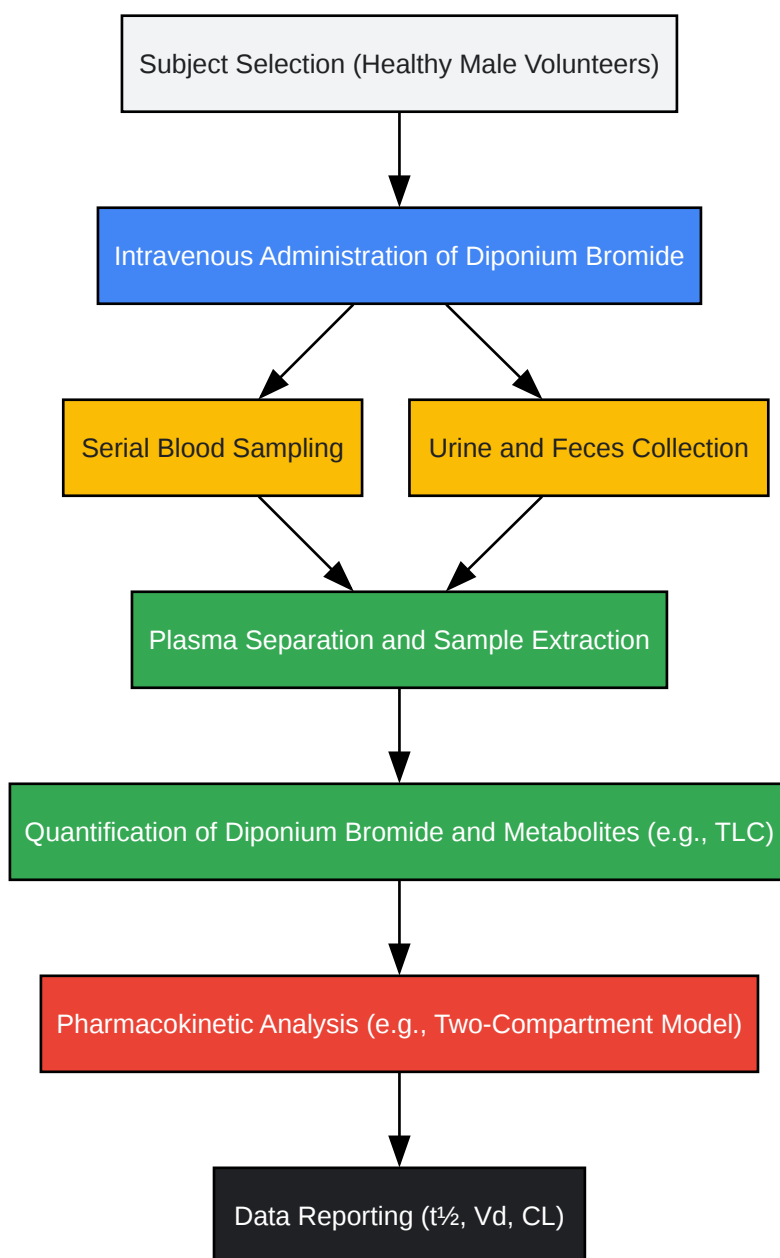 Subject Selection (Healthy Male Volunteers)
Intravenous Administration of Diponium Bromide
Serial Blood Sampling
Urine and Feces Collection
Plasma Separation and Sample Extraction
Quantification of Diponium Bromide and Metabolites (e.g., TLC)
Pharmacokinetic Analysis (e.g., Two-Compartment Model)
Data Reporting (t½, Vd, CL)